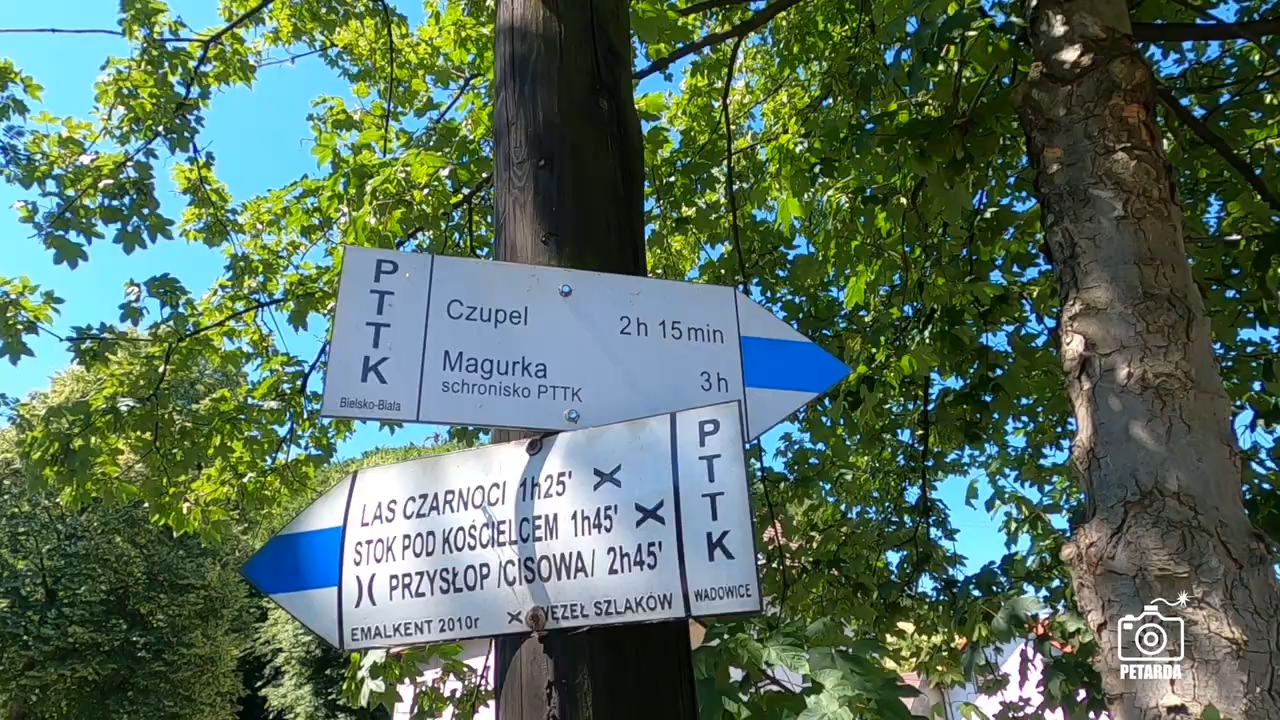 PTTK
Bielsko-Biała
Czupel 2h 15min
Magurka
schronisko PTTK 3h
LAS CZARNOCI 1h25' X
STOK POD KOŚCIELCEM 1h45' X
)( PRZYSŁOP /CISOWA/ 2h45'
X WĘZEŁ SZLAKÓW
EMALKENT 2010r
PTTK
WADOWICE
PETARDA